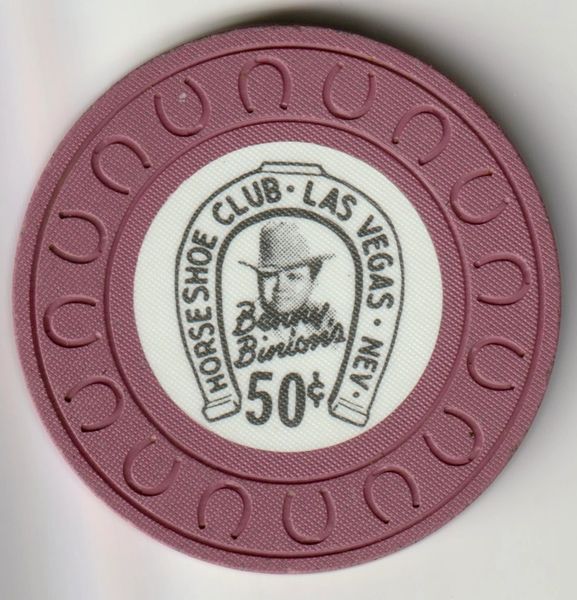 HORSESHOE CLUB • LAS VEGAS • NEV.
Benny
Binion's
50¢